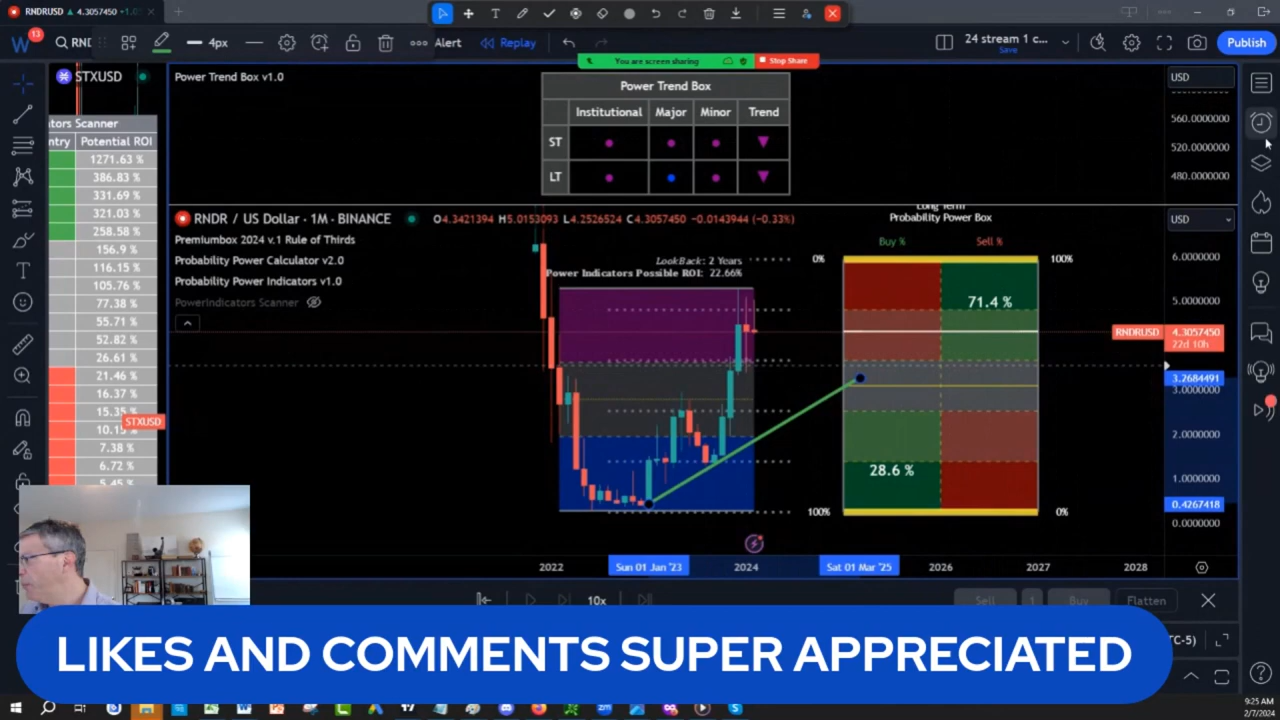 RNDRUSD ▲ 4.3057450
13
RND
4px
Alert
Replay
24 stream 1 c...
Save
Publish
You are screen sharing
Stop Share
STXUSD
Power Trend Box v1.0
Power Trend Box
Institutional Major Minor Trend
ST
LT
USD
560.0000000
520.0000000
480.0000000
ators Scanner
ntry Potential ROI
1271.63 %
386.83 %
331.69 %
321.03 %
258.58 %
156.9 %
116.15 %
105.76 %
77.38 %
55.71 %
52.82 %
26.61 %
21.46 %
16.37 %
15.35 %
10.15 %
7.38 %
6.72 %
5.45 %
STXUSD
RNDR / US Dollar · 1M · BINANCE
O4.3421394 H5.0153093 L4.2526524 C4.3057450 −0.0143944 (−0.33%)
Premiumbox 2024 v.1 Rule of Thirds
Probability Power Calculator v2.0
Probability Power Indicators v1.0
PowerIndicators Scanner
LookBack: 2 Years
Power Indicators Possible ROI: 22.66%
Long Term
Probability Power Box
Buy % Sell %
0% 100%
71.4 %
28.6 %
100% 0%
USD
6.0000000
5.0000000
RNDRUSD 4.3057450
22d 10h
3.2684491
3.0000000
2.0000000
1.0000000
0.4267418
0.0000000
2022 Sun 01 Jan '23 2024 Sat 01 Mar '25 2026 2027 2028
10x
Sell 1 Buy Flatten
TC-5)
LIKES AND COMMENTS SUPER APPRECIATED
9:25 AM
2/7/2024